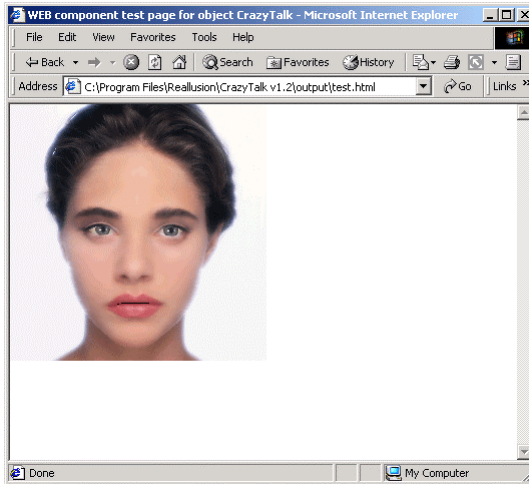 WEB component test page for object CrazyTalk - Microsoft Internet Explorer
File Edit View Favorites Tools Help
Back Search Favorites History
Address C:\Program Files\Reallusion\CrazyTalk v1.2\output\test.html Go Links »
Done My Computer